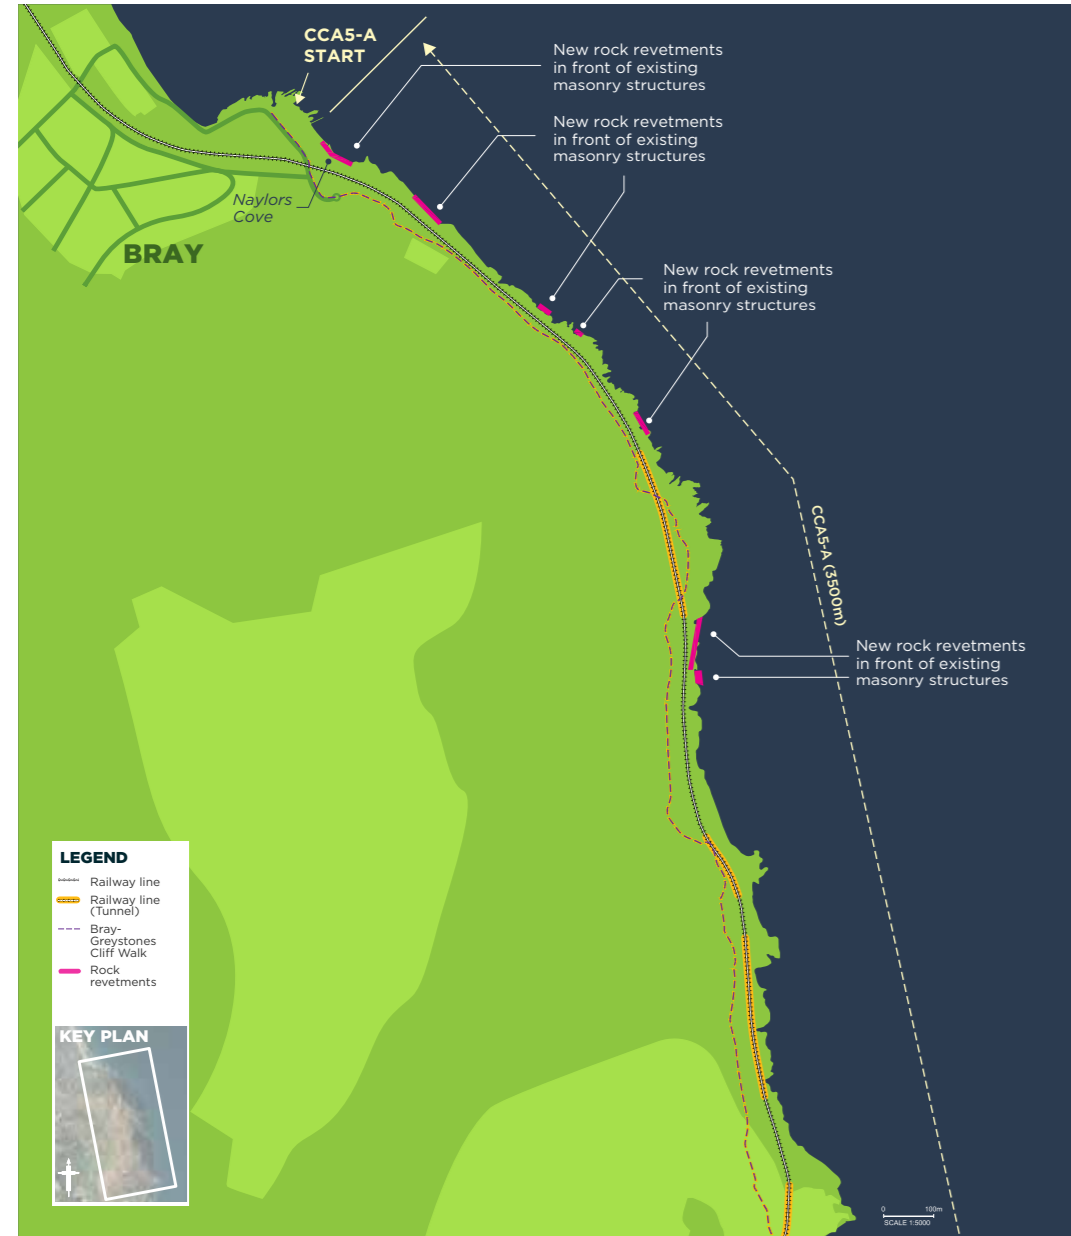 CCA5-A
START
New rock revetments
in front of existing
masonry structures
New rock revetments
in front of existing
masonry structures
Naylors
Cove
BRAY
New rock revetments
in front of existing
masonry structures
CCA5-A (3500m)
New rock revetments
in front of existing
masonry structures
LEGEND
Railway line
Railway line
(Tunnel)
Bray-
Greystones
Cliff Walk
Rock
revetments
KEY PLAN
0 100m
SCALE 1:5000